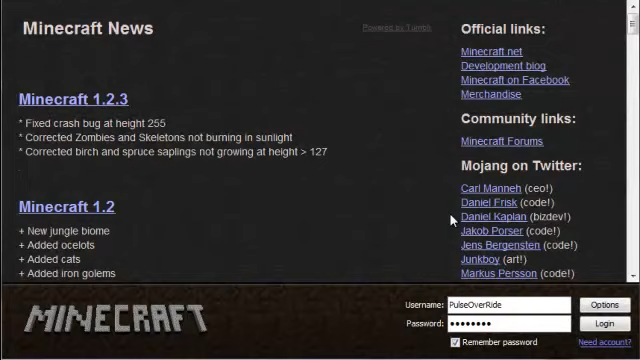 Minecraft News
Powered by Tumblr
Minecraft 1.2.3
* Fixed crash bug at height 255
* Corrected Zombies and Skeletons not burning in sunlight
* Corrected birch and spruce saplings not growing at height > 127
Minecraft 1.2
+ New jungle biome
+ Added ocelots
+ Added cats
+ Added iron golems
Official links:
Minecraft.net
Development blog
Minecraft on Facebook
Merchandise
Community links:
Minecraft Forums
Mojang on Twitter:
Carl Manneh (ceo!)
Daniel Frisk (code!)
Daniel Kaplan (bizdev!)
Jakob Porser (code!)
Jens Bergensten (code!)
Junkboy (art!)
Markus Persson (code!)
MINECRAFT
Username: PulseOverRide Options
Password: ●●●●●●●● Login
Remember password Need account?